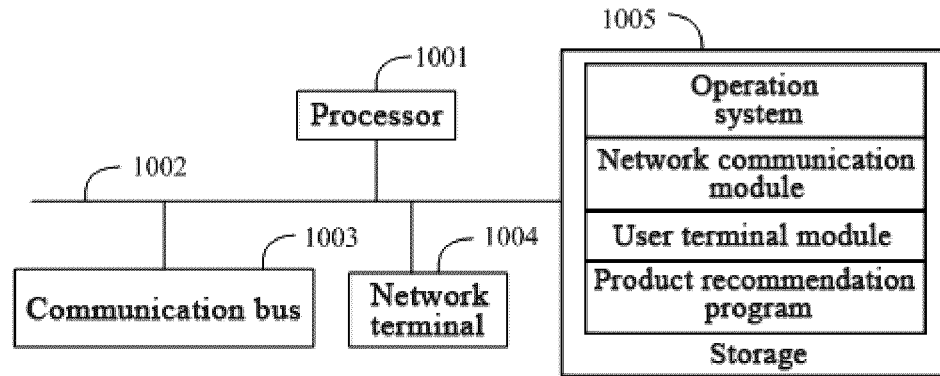 1005
1001
Processor
1002
1003
Communication bus
1004
Network
terminal
Operation
system
Network communication
module
User terminal module
Product recommendation
program
Storage